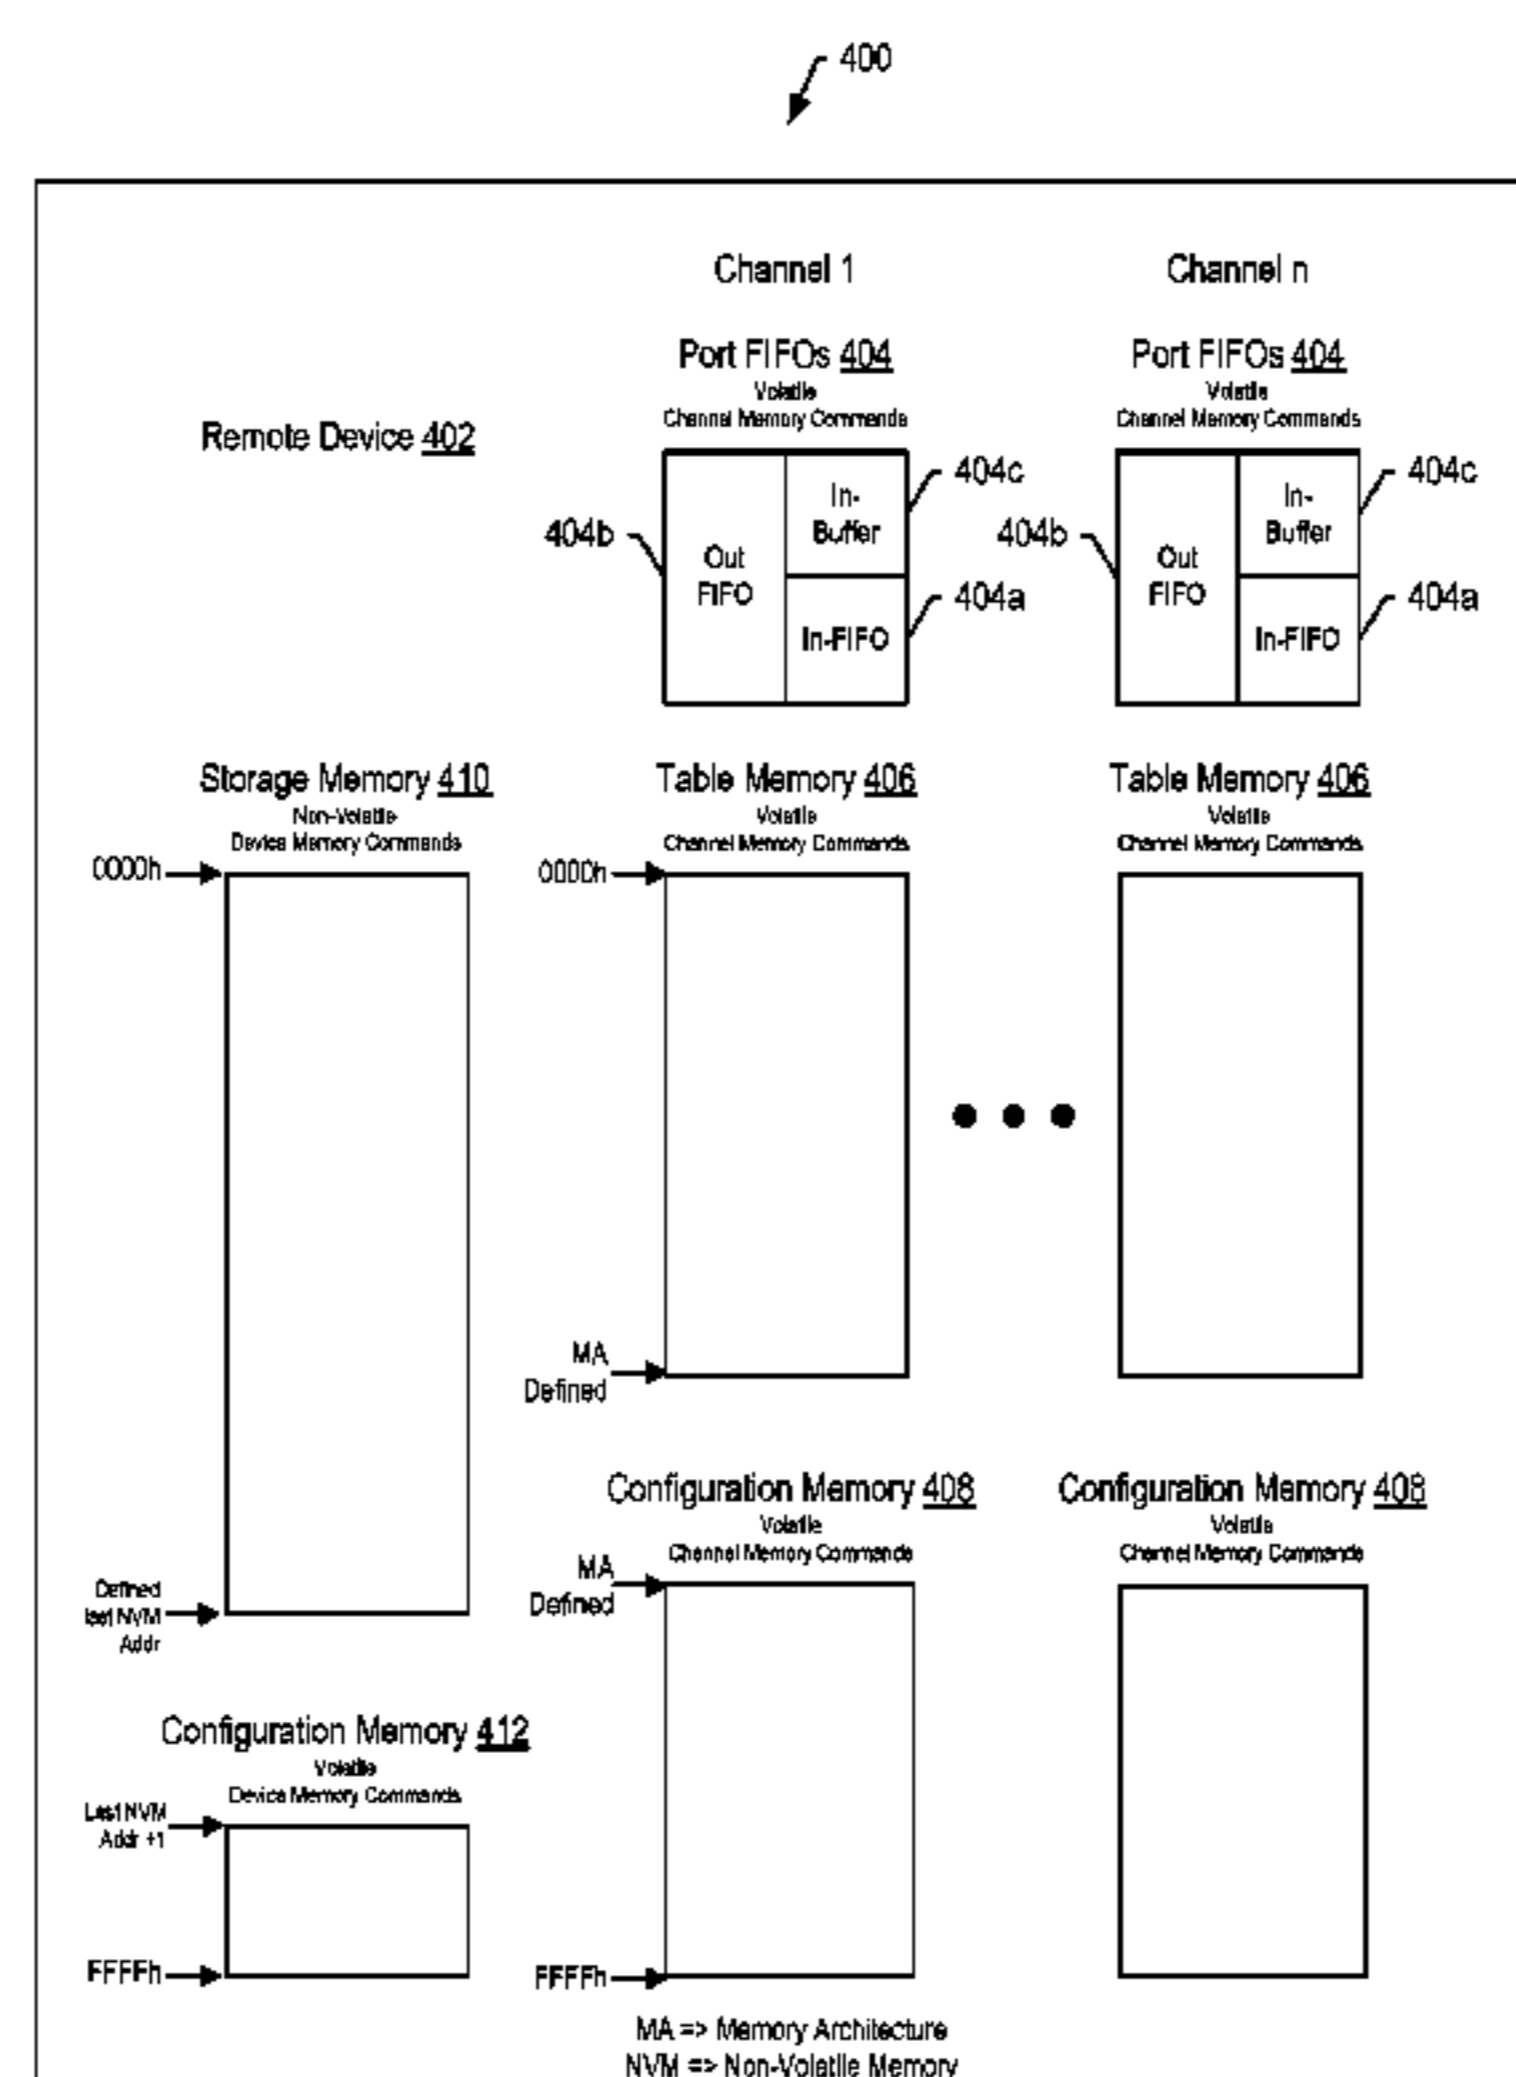 400
Channel 1
Channel n
Port FIFOs 404
Port FIFOs 404
Volatile
Volatile
Channel Memory Commands
Channel Memory Commands
Remote Device 402
404c
404c
In-
Buffer
In-
Buffer
404b
404b
Out
FIFO
Out
FIFO
404a
404a
In-FIFO
In-FIFO
Storage Memory 410
Non-Volatile
Device Memory Commands
Table Memory 406
Volatile
Channel Memory Commands
Table Memory 406
Volatile
Channel Memory Commands
0000h
0000h
MA
Defined
Defined
last NVM
Addr
Configuration Memory 408
Volatile
Channel Memory Commands
Configuration Memory 408
Volatile
Channel Memory Commands
MA
Defined
Configuration Memory 412
Volatile
Device Memory Commands
Last NVM
Addr +1
FFFFh
FFFFh
MA => Memory Architecture
NVM => Non-Volatile Memory